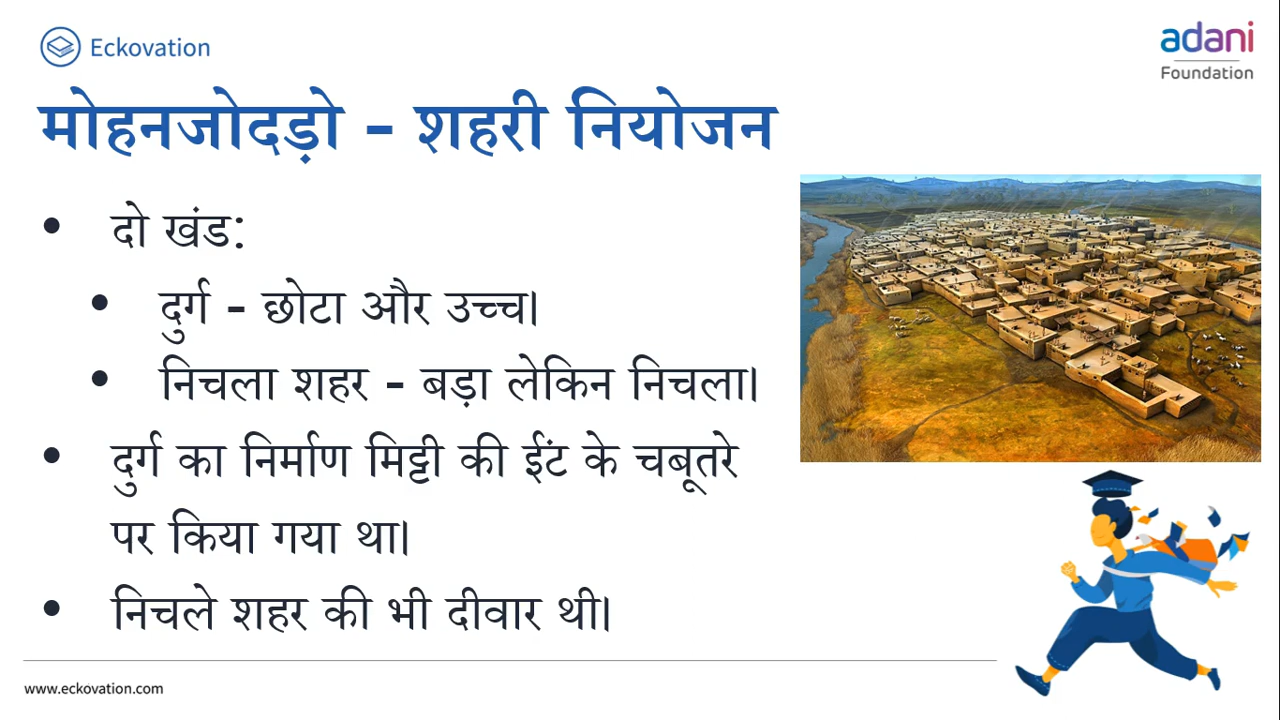 Eckovation
adani
Foundation
मोहनजोदड़ो - शहरी नियोजन
• दो खंड:
• दुर्ग - छोटा और उच्च।
• निचला शहर - बड़ा लेकिन निचला।
• दुर्ग का निर्माण मिट्टी की ईंट के चबूतरे
पर किया गया था।
• निचले शहर की भी दीवार थी।
www.eckovation.com